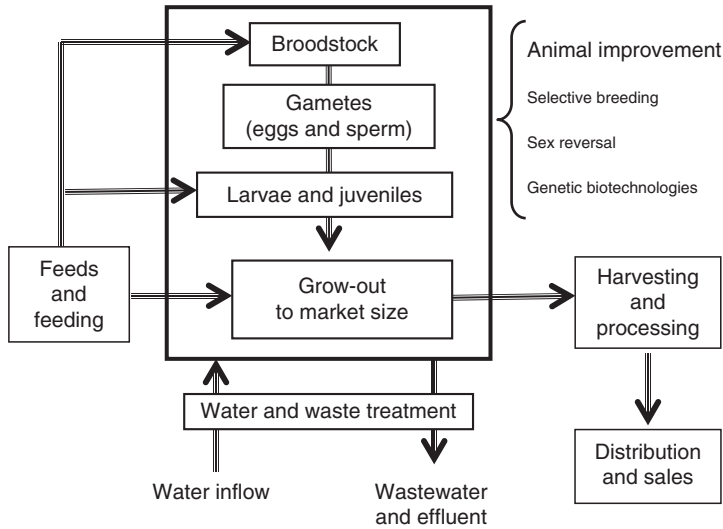 Broodstock
Animal improvement
Gametes
(eggs and sperm)
Selective breeding
Sex reversal
Larvae and juveniles
Genetic biotechnologies
Feeds
and
feeding
Grow-out
to market size
Harvesting
and
processing
Water and waste treatment
Distribution
and sales
Water inflow
Wastewater
and effluent